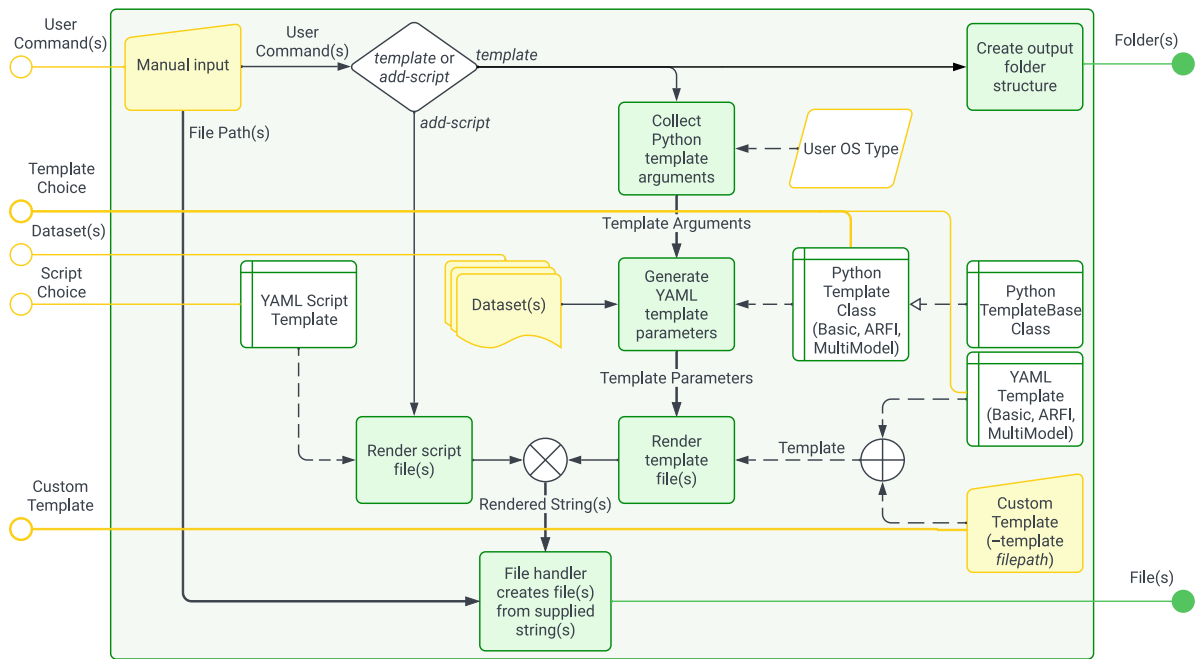 User
Command(s)
Manual input
User
Command(s)
template or
add-script
template
Create output
folder
structure
Folder(s)
File Path(s)
add-script
Collect
Python
template
arguments
User OS Type
Template
Choice
Template Arguments
Dataset(s)
Script
Choice
YAML Script
Template
Dataset(s)
Generate
YAML
template
parameters
Python
Template
Class
(Basic, ARFI,
MultiModel)
Python
TemplateBase
Class
Template Parameters
YAML
Template
(Basic, ARFI,
MultiModel)
Render script
file(s)
Render
template
file(s)
Template
Custom
Template
Rendered String(s)
Custom
Template
(–template
filepath)
File handler
creates file(s)
from supplied
string(s)
File(s)